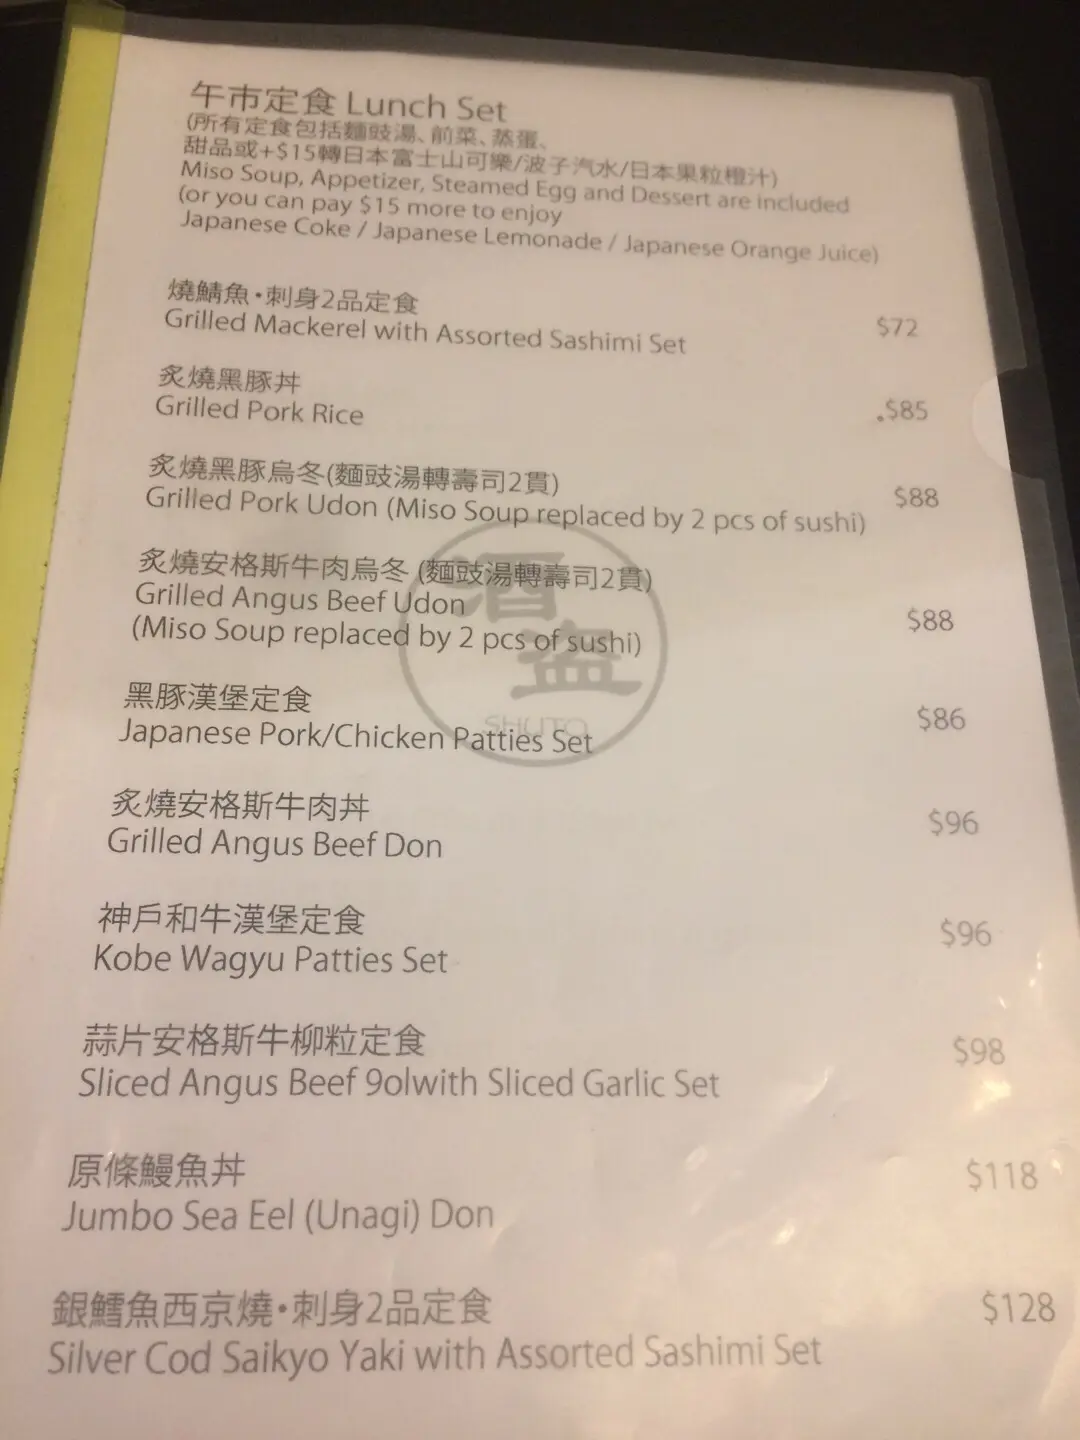 午市定食 Lunch Set
(所有定食包括麵豉湯、前菜、蒸蛋、
甜品或+$15轉日本富士山可樂/波子汽水/日本果粒橙汁)
Miso Soup, Appetizer, Steamed Egg and Dessert are included
(or you can pay $15 more to enjoy
Japanese Coke / Japanese Lemonade / Japanese Orange Juice)
燒鯖魚·刺身2品定食
Grilled Mackerel with Assorted Sashimi Set $72
炙燒黑豚丼
Grilled Pork Rice $85
炙燒黑豚烏冬(麵豉湯轉壽司2貫)
Grilled Pork Udon (Miso Soup replaced by 2 pcs of sushi) $88
炙燒安格斯牛肉烏冬 (麵豉湯轉壽司2貫)
Grilled Angus Beef Udon
(Miso Soup replaced by 2 pcs of sushi) $88
酒盗
SHUTO
黑豚漢堡定食
Japanese Pork/Chicken Patties Set $86
炙燒安格斯牛肉丼
Grilled Angus Beef Don $96
神戶和牛漢堡定食
Kobe Wagyu Patties Set $96
蒜片安格斯牛柳粒定食
Sliced Angus Beef 9olwith Sliced Garlic Set $98
原條鰻魚丼
Jumbo Sea Eel (Unagi) Don $118
銀鱈魚西京燒·刺身2品定食
Silver Cod Saikyo Yaki with Assorted Sashimi Set $128